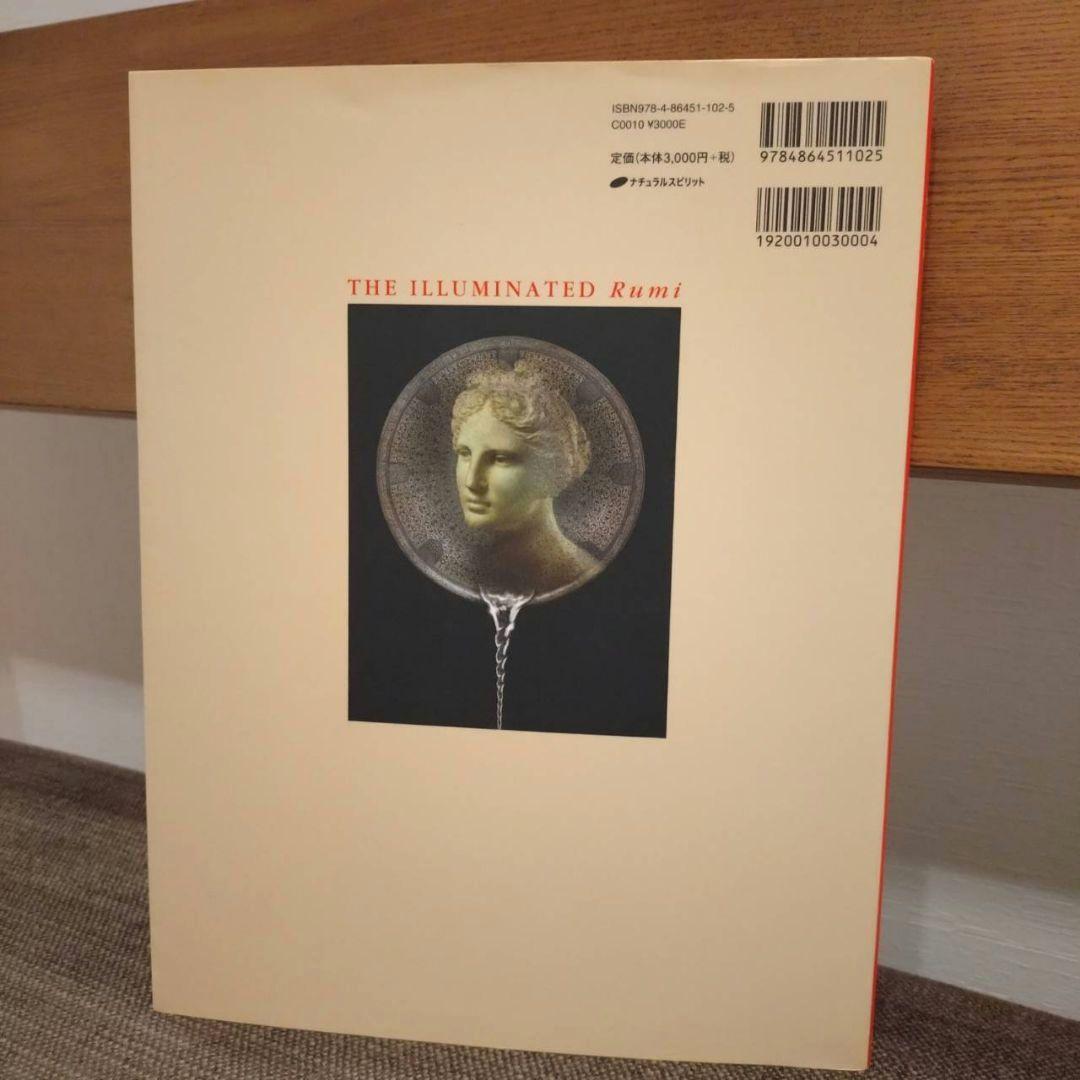 ISBN978-4-86451-102-5
C0010 ¥3000E
定価(本体3,000円+税)
ナチュラルスピリット
9784864511025
1920010030004
THE ILLUMINATED Rumi